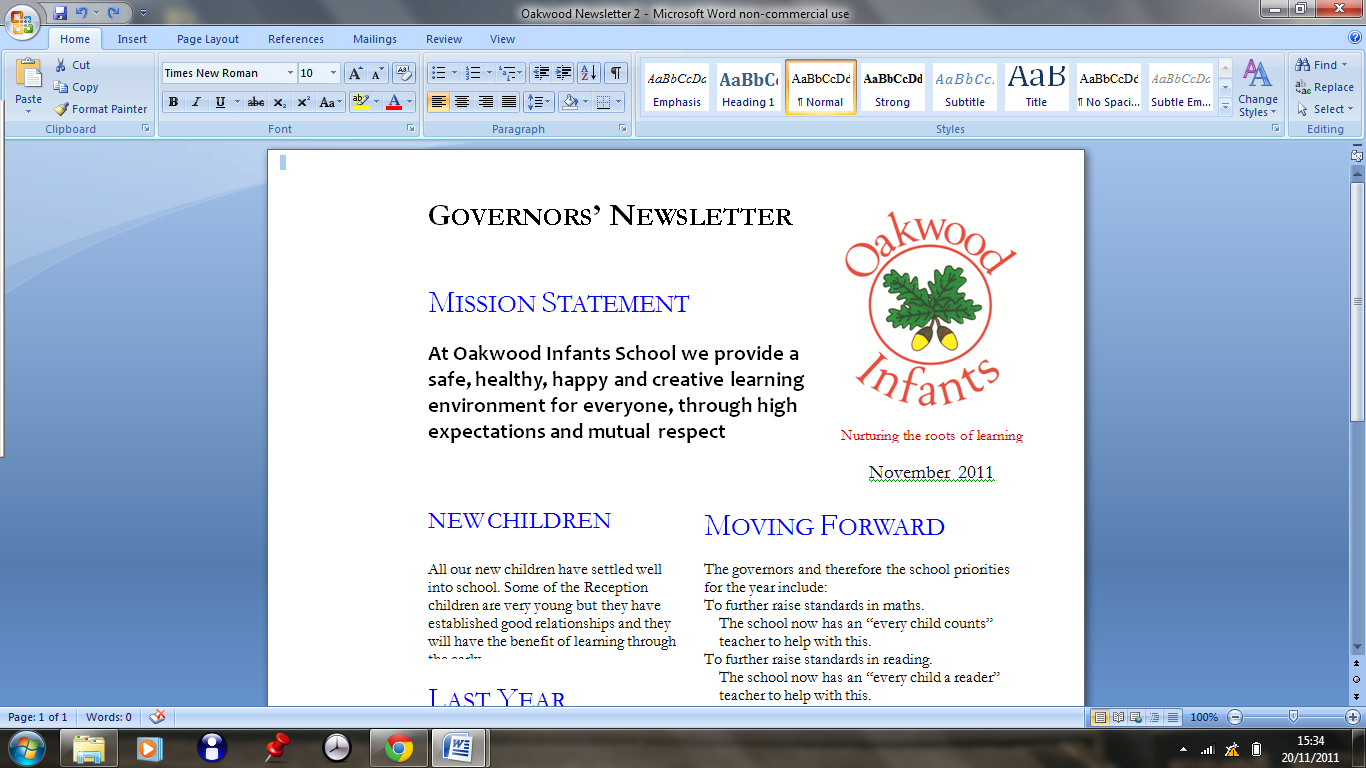 Oakwood Newsletter 2 - Microsoft Word non-commercial use
Home Insert Page Layout References Mailings Review View
Paste
Cut
Copy
Format Painter
Clipboard
Times New Roman 10
Font
Paragraph
AaBbCcDc AaBbCc AaBbCcDc AaBbCcDd AaBbCc. AaB AaBbCcDd AaBbCcDd
Emphasis Heading 1 ¶ Normal Strong Subtitle Title ¶ No Spaci... Subtle Em...
Change Styles
Styles
Find
Replace
Select
Editing
Governors’ Newsletter
Oakwood
Infants
Nurturing the roots of learning
November 2011
Mission Statement
At Oakwood Infants School we provide a
safe, healthy, happy and creative learning
environment for everyone, through high
expectations and mutual respect
NEW CHILDREN
All our new children have settled well
into school. Some of the Reception
children are very young but they have
established good relationships and they
will have the benefit of learning through
the early
Last Year
Moving Forward
The governors and therefore the school priorities
for the year include:
To further raise standards in maths.
The school now has an “every child counts”
teacher to help with this.
To further raise standards in reading.
The school now has an “every child a reader”
teacher to help with this.
Page: 1 of 1 Words: 0
100%
15:34
20/11/2011